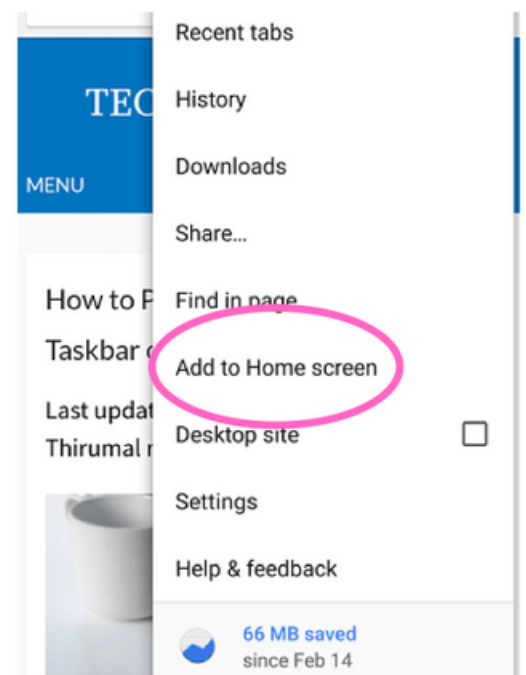 Recent tabs
TEC
History
Downloads
MENU
Share...
How to P
Find in page
Taskbar
Add to Home screen
Last updat
Thirumal
Desktop site
Settings
Help & feedback
66 MB saved
since Feb 14